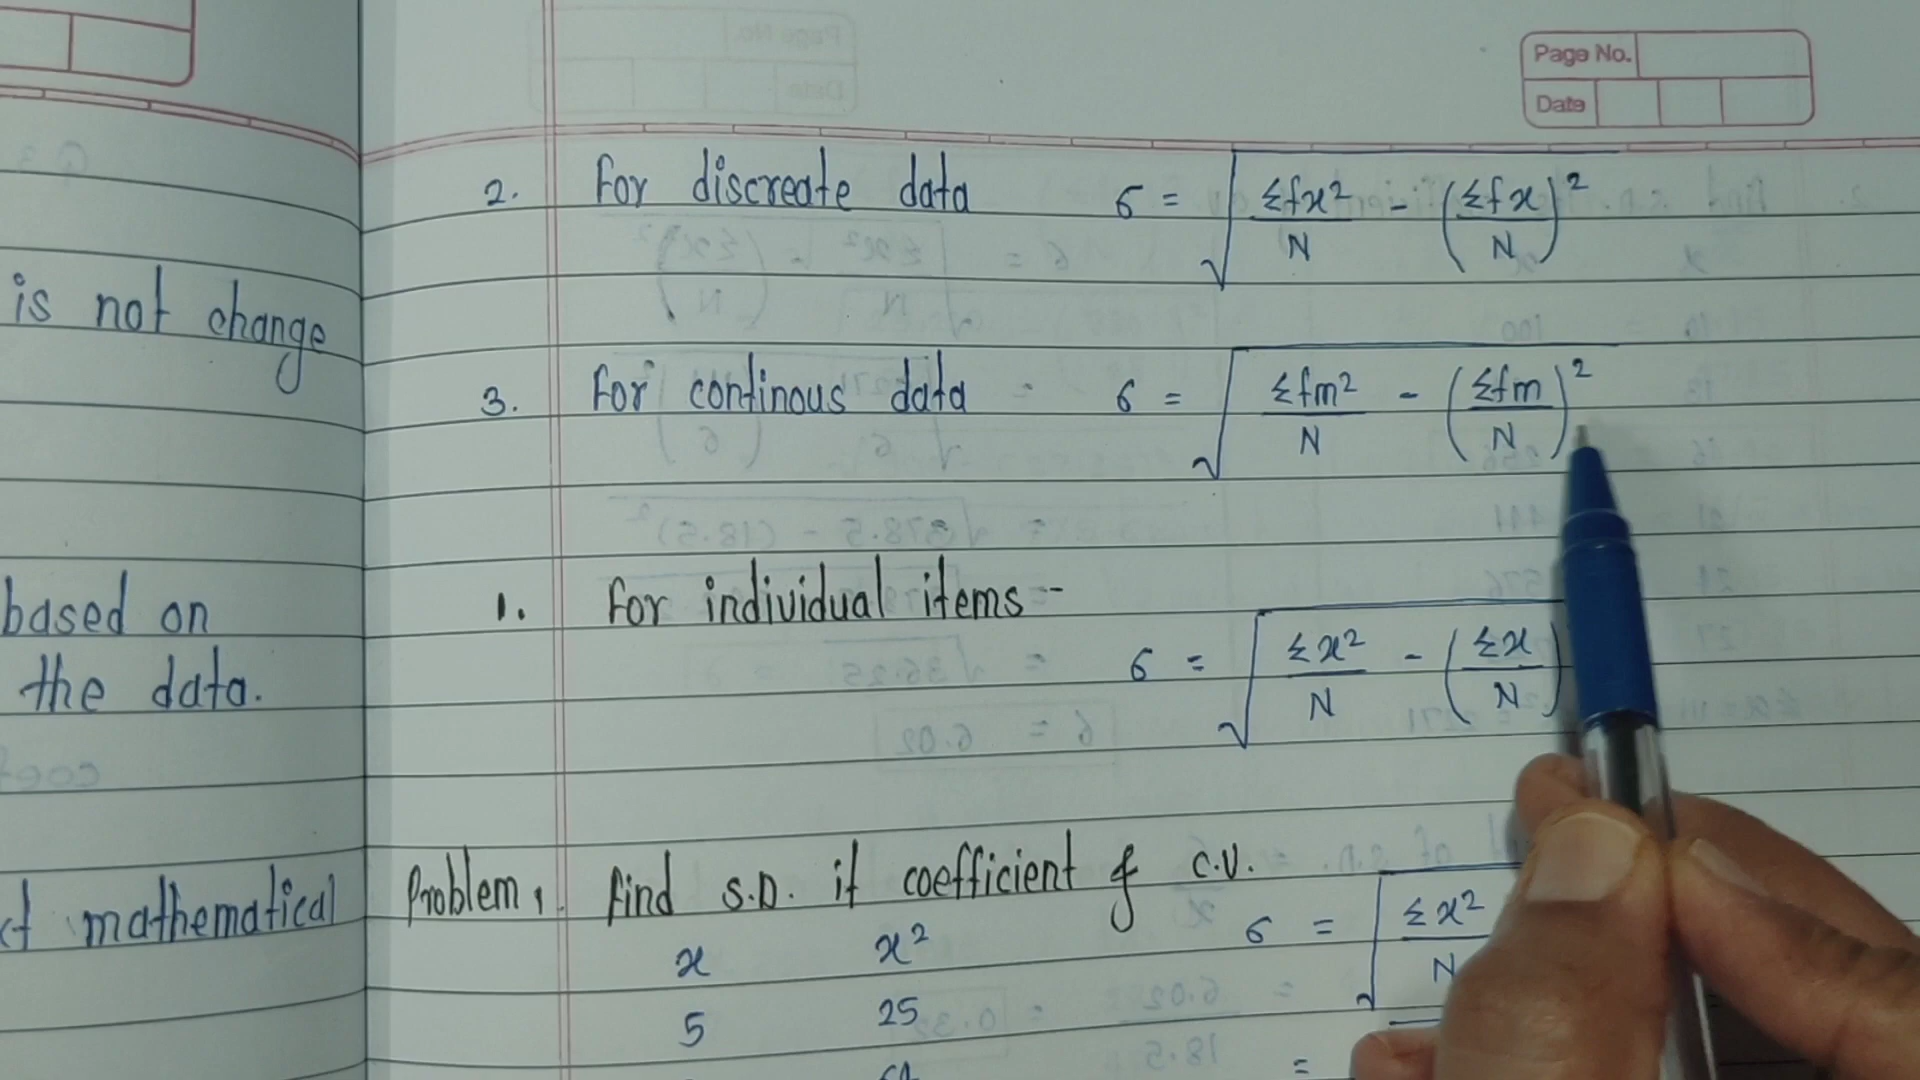 Page No.
Date
is not change
based on
the data.
mathematical
2. For discreate data σ = √ Σfx²/N - (Σfx/N)²
3. For continous data σ = √ Σfm²/N - (Σfm/N)²
1. For individual items -
σ = √ Σx²/N - (Σx/N)
Problem 1. Find S.D. it coefficient & C.V.
x x² σ = √ Σx²/N
5 25
=